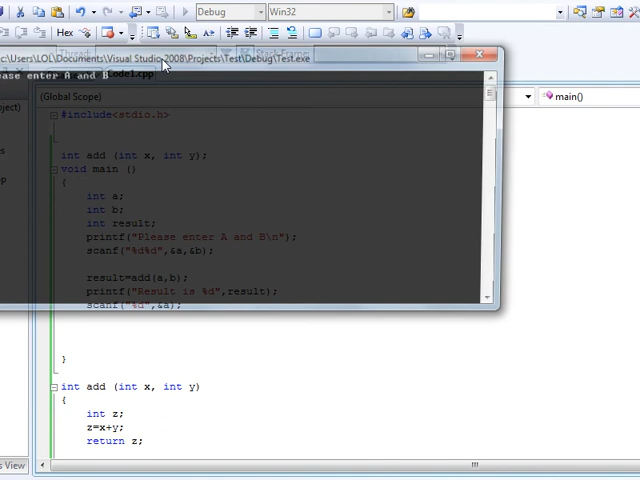 Debug
Win32
Hex
c:\Users\LOL\Documents\Visual Studio 2008\Projects\Test\Debug\Test.exe
ease enter A and B
Code1.cpp
(Global Scope)
main()
ject)
#include<stdio.h>
int add (int x, int y);
void main ()
{
int a;
int b;
int result;
printf("Please enter A and B\n");
scanf("%d%d",&a,&b);
result=add(a,b);
printf("Result is %d",result);
scanf("%d",&a);
}
int add (int x, int y)
{
int z;
z=x+y;
return z;
s View